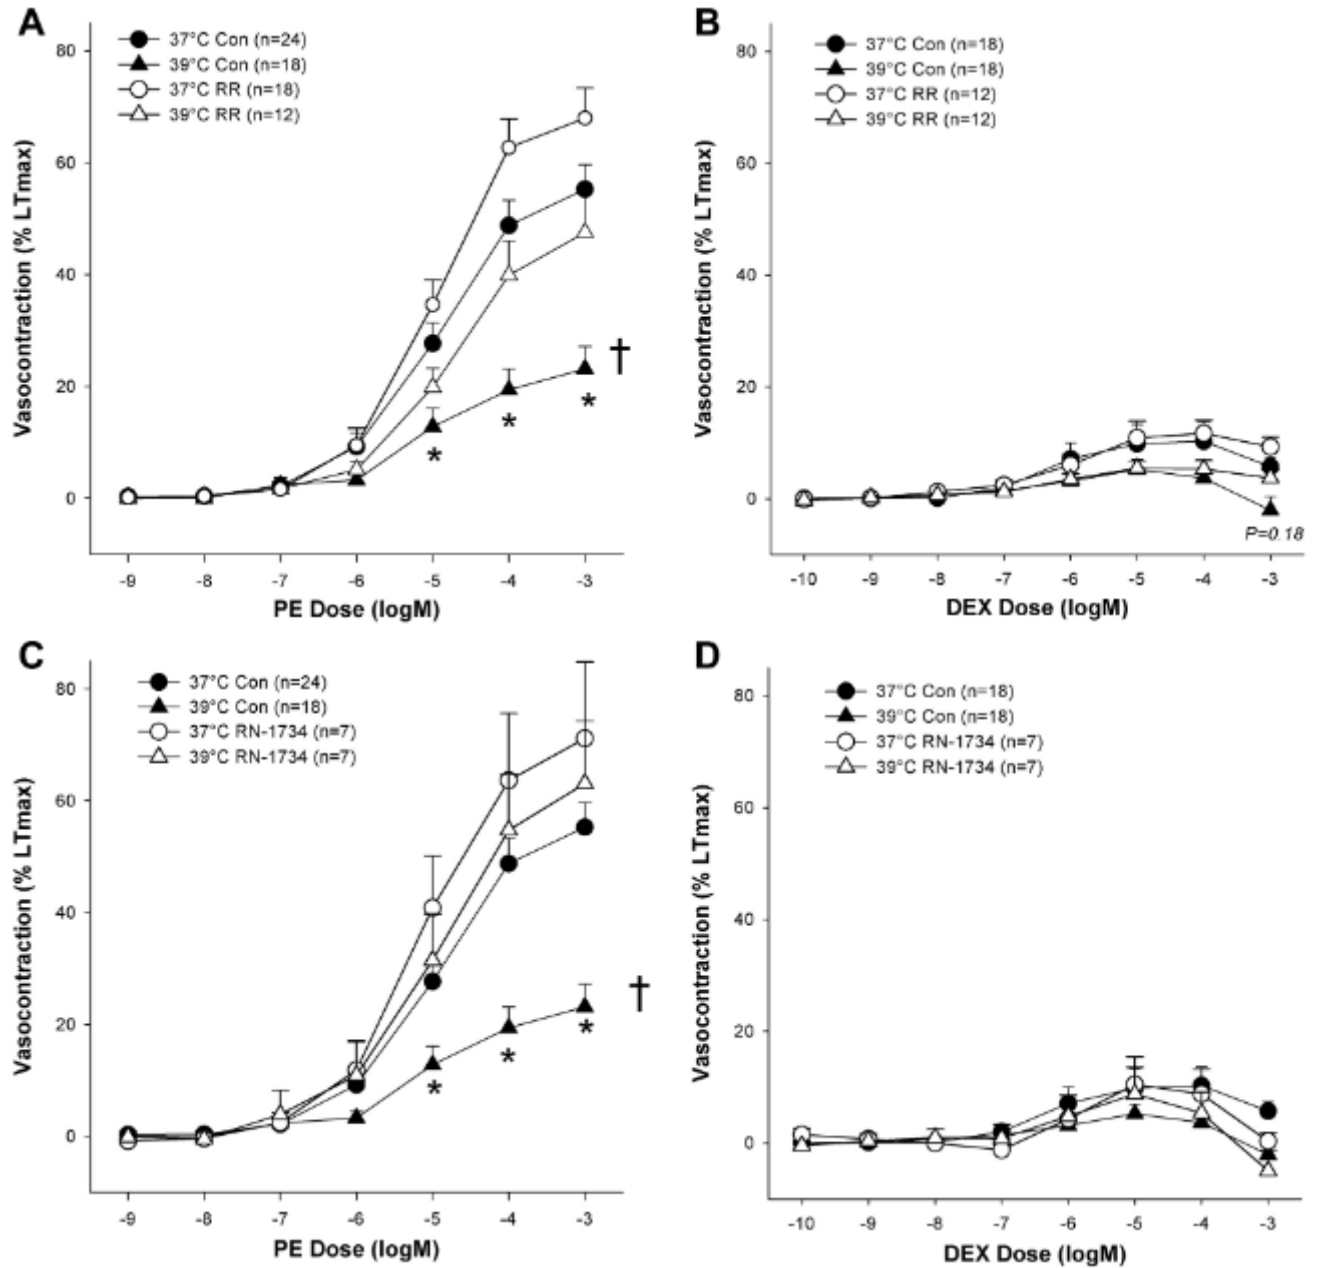 A
37°C Con (n=24)
39°C Con (n=18)
37°C RR (n=18)
39°C RR (n=12)
Vasocontraction (% LTmax)
80
60
40
20
0
†
*
*
*
-9 -8 -7 -6 -5 -4 -3
PE Dose (logM)
B
37°C Con (n=18)
39°C Con (n=18)
37°C RR (n=12)
39°C RR (n=12)
Vasocontraction (% LTmax)
80
60
40
20
0
P=0.18
-10 -9 -8 -7 -6 -5 -4 -3
DEX Dose (logM)
C
37°C Con (n=24)
39°C Con (n=18)
37°C RN-1734 (n=7)
39°C RN-1734 (n=7)
Vasocontraction (% LTmax)
80
60
40
20
0
†
*
*
*
-9 -8 -7 -6 -5 -4 -3
PE Dose (logM)
D
37°C Con (n=18)
39°C Con (n=18)
37°C RN-1734 (n=7)
39°C RN-1734 (n=7)
Vasocontraction (% LTmax)
80
60
40
20
0
-10 -9 -8 -7 -6 -5 -4 -3
DEX Dose (logM)